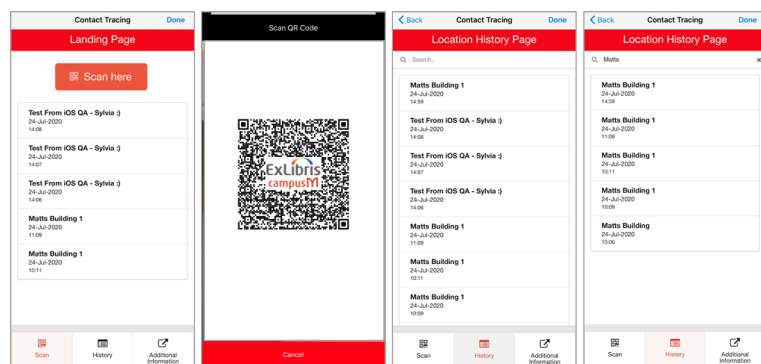 Contact Tracing
Done
Landing Page
Scan here
Test From iOS QA - Sylvia :)
24-Jul-2020
14:08
Test From iOS QA - Sylvia :)
24-Jul-2020
14:07
Test From iOS QA - Sylvia :)
24-Jul-2020
14:06
Matts Building 1
24-Jul-2020
11:09
Matts Building 1
24-Jul-2020
10:11
Scan
History
Additional
Information
Scan QR Code
ExLibris
campusM
Cancel
Back
Contact Tracing
Done
Location History Page
Search..
Matts Building 1
24-Jul-2020
14:59
Test From iOS QA - Sylvia :)
24-Jul-2020
14:08
Test From iOS QA - Sylvia :)
24-Jul-2020
14:07
Test From iOS QA - Sylvia :)
24-Jul-2020
14:06
Matts Building 1
24-Jul-2020
11:09
Matts Building 1
24-Jul-2020
10:11
Matts Building 1
24-Jul-2020
10:09
Scan
History
Additional
Information
Back
Contact Tracing
Done
Location History Page
Matts
Matts Building 1
24-Jul-2020
14:59
Matts Building 1
24-Jul-2020
11:09
Matts Building 1
24-Jul-2020
10:11
Matts Building 1
24-Jul-2020
10:09
Matts Building
24-Jul-2020
10:06
Scan
History
Additional
Information